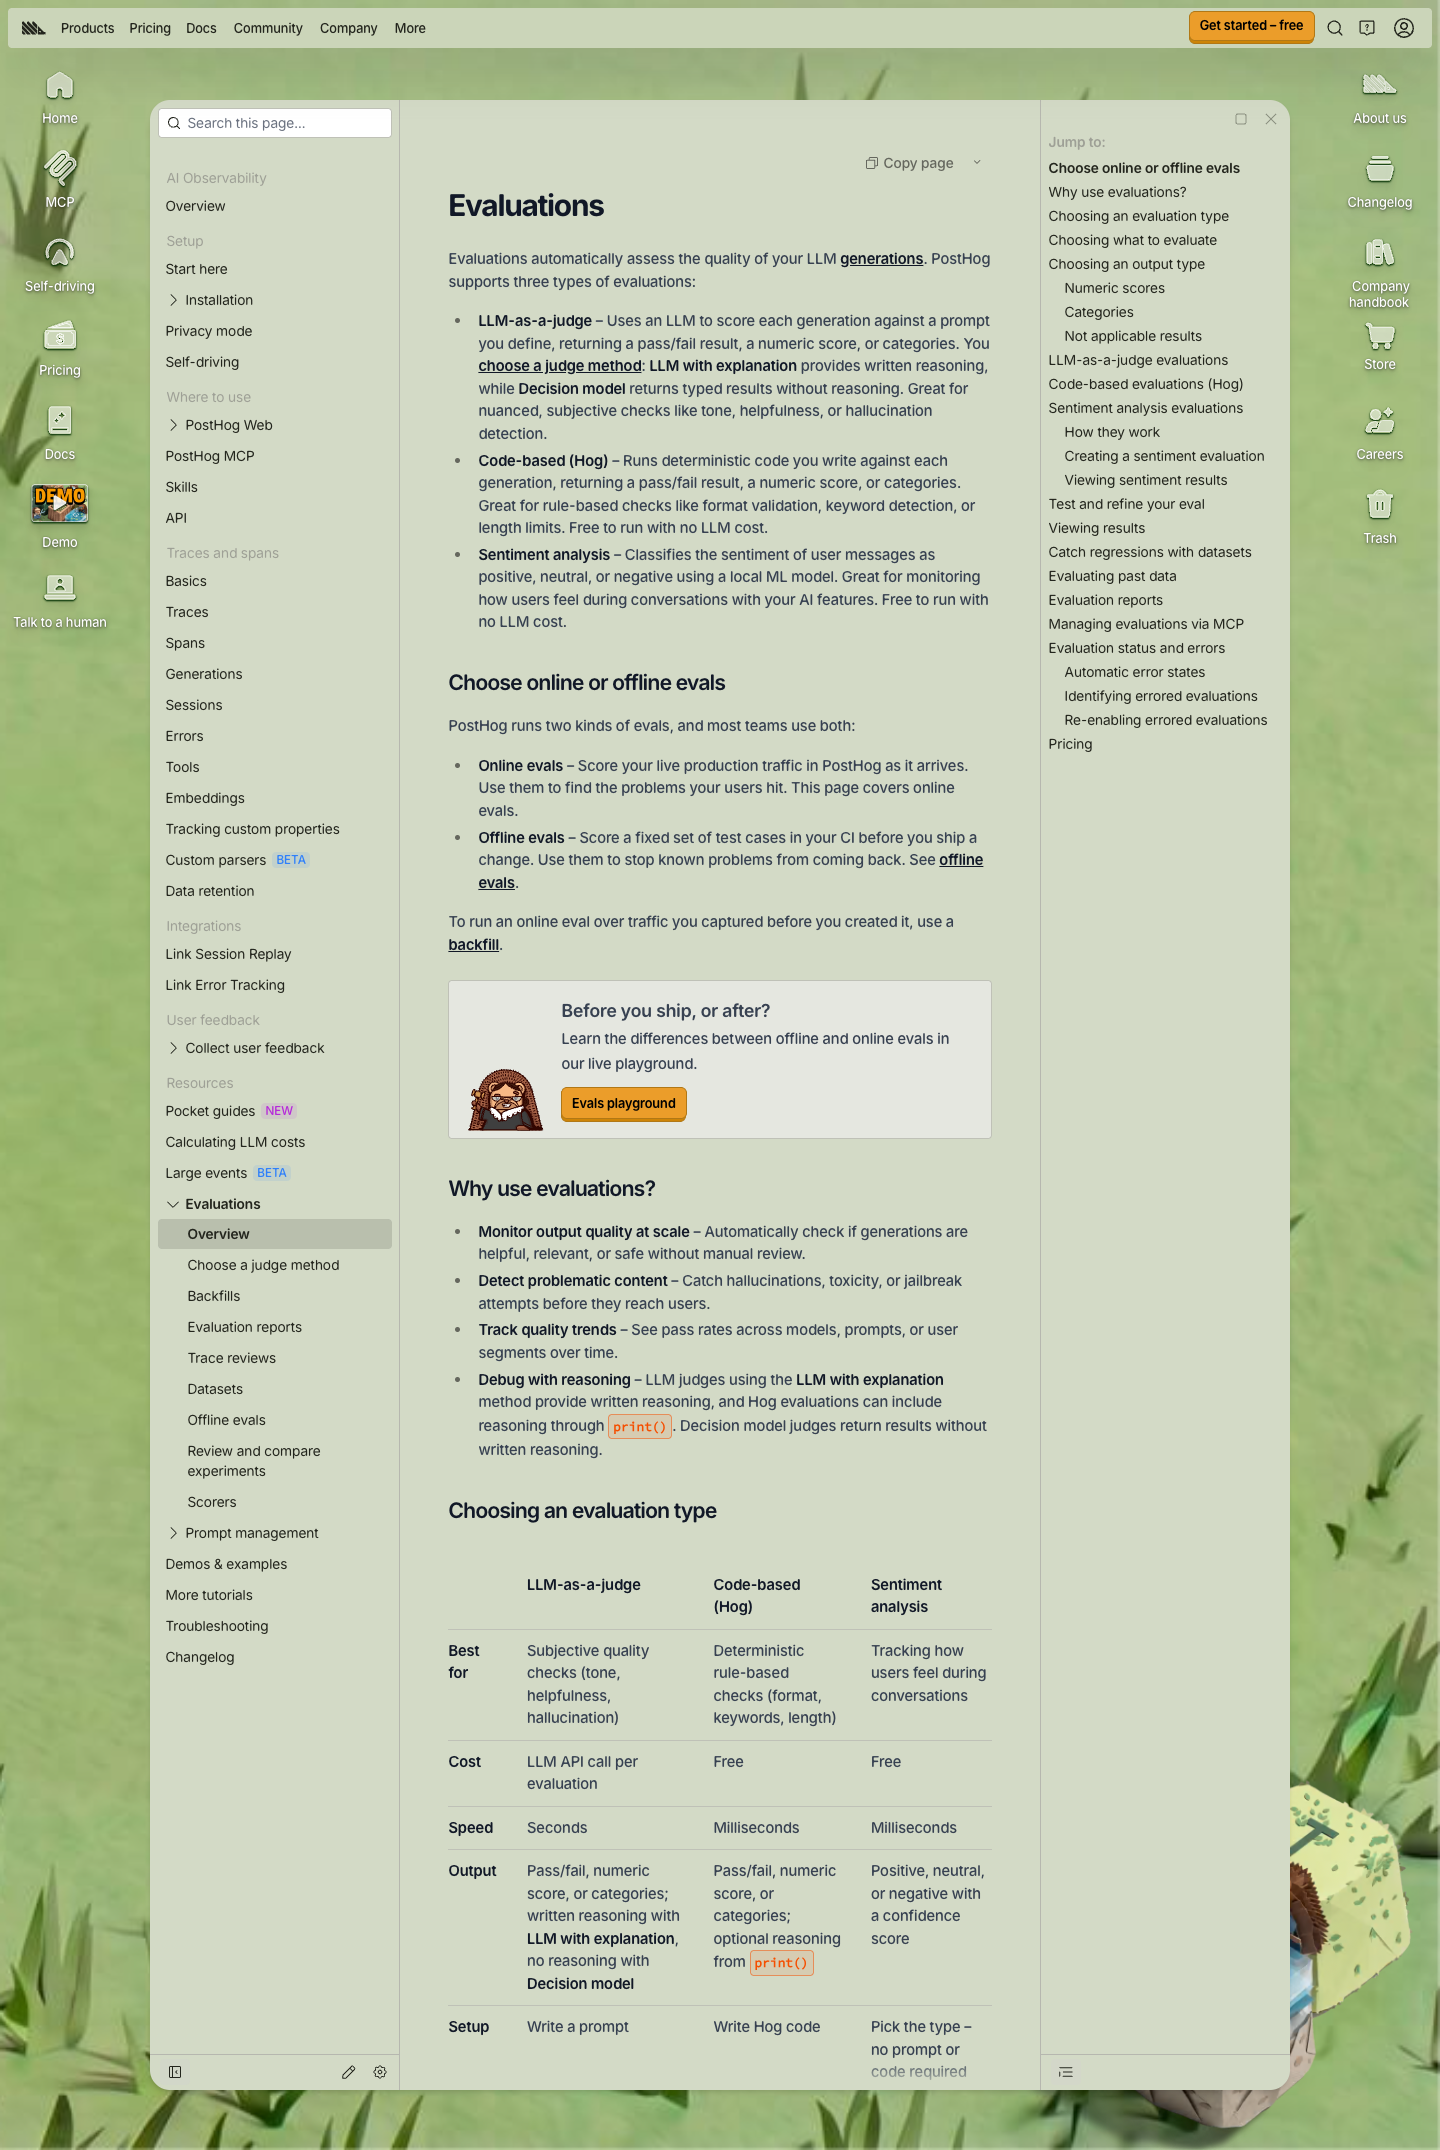 Products Pricing Docs Community Company More
Get started – free
Home
MCP
Self-driving
Pricing
Docs
DEMO
Demo
Talk to a human
About us
Changelog
Company
handbook
Store
Careers
Trash
Search this page...
AI Observability
Overview
Setup
Start here
Installation
Privacy mode
Self-driving
Where to use
PostHog Web
PostHog MCP
Skills
API
Traces and spans
Basics
Traces
Spans
Generations
Sessions
Errors
Tools
Embeddings
Tracking custom properties
Custom parsers BETA
Data retention
Integrations
Link Session Replay
Link Error Tracking
User feedback
Collect user feedback
Resources
Pocket guides NEW
Calculating LLM costs
Large events BETA
Evaluations
Overview
Choose a judge method
Backfills
Evaluation reports
Trace reviews
Datasets
Offline evals
Review and compare
experiments
Scorers
Prompt management
Demos & examples
More tutorials
Troubleshooting
Changelog
Copy page
Evaluations
Evaluations automatically assess the quality of your LLM generations. PostHog
supports three types of evaluations:
LLM-as-a-judge – Uses an LLM to score each generation against a prompt
you define, returning a pass/fail result, a numeric score, or categories. You
choose a judge method: LLM with explanation provides written reasoning,
while Decision model returns typed results without reasoning. Great for
nuanced, subjective checks like tone, helpfulness, or hallucination
detection.
Code-based (Hog) – Runs deterministic code you write against each
generation, returning a pass/fail result, a numeric score, or categories.
Great for rule-based checks like format validation, keyword detection, or
length limits. Free to run with no LLM cost.
Sentiment analysis – Classifies the sentiment of user messages as
positive, neutral, or negative using a local ML model. Great for monitoring
how users feel during conversations with your AI features. Free to run with
no LLM cost.
Choose online or offline evals
PostHog runs two kinds of evals, and most teams use both:
Online evals – Score your live production traffic in PostHog as it arrives.
Use them to find the problems your users hit. This page covers online
evals.
Offline evals – Score a fixed set of test cases in your CI before you ship a
change. Use them to stop known problems from coming back. See offline
evals.
To run an online eval over traffic you captured before you created it, use a
backfill.
Before you ship, or after?
Learn the differences between offline and online evals in
our live playground.
Evals playground
Why use evaluations?
Monitor output quality at scale – Automatically check if generations are
helpful, relevant, or safe without manual review.
Detect problematic content – Catch hallucinations, toxicity, or jailbreak
attempts before they reach users.
Track quality trends – See pass rates across models, prompts, or user
segments over time.
Debug with reasoning – LLM judges using the LLM with explanation
method provide written reasoning, and Hog evaluations can include
reasoning through print(). Decision model judges return results without
written reasoning.
Choosing an evaluation type
LLM-as-a-judge
Code-based
(Hog)
Sentiment
analysis
Best
for
Subjective quality
checks (tone,
helpfulness,
hallucination)
Deterministic
rule-based
checks (format,
keywords, length)
Tracking how
users feel during
conversations
Cost
LLM API call per
evaluation
Free
Free
Speed
Seconds
Milliseconds
Milliseconds
Output
Pass/fail, numeric
score, or categories;
written reasoning with
LLM with explanation,
no reasoning with
Decision model
Pass/fail, numeric
score, or
categories;
optional reasoning
from print()
Positive, neutral,
or negative with
a confidence
score
Setup
Write a prompt
Write Hog code
Pick the type –
no prompt or
code required
Jump to:
Choose online or offline evals
Why use evaluations?
Choosing an evaluation type
Choosing what to evaluate
Choosing an output type
Numeric scores
Categories
Not applicable results
LLM-as-a-judge evaluations
Code-based evaluations (Hog)
Sentiment analysis evaluations
How they work
Creating a sentiment evaluation
Viewing sentiment results
Test and refine your eval
Viewing results
Catch regressions with datasets
Evaluating past data
Evaluation reports
Managing evaluations via MCP
Evaluation status and errors
Automatic error states
Identifying errored evaluations
Re-enabling errored evaluations
Pricing